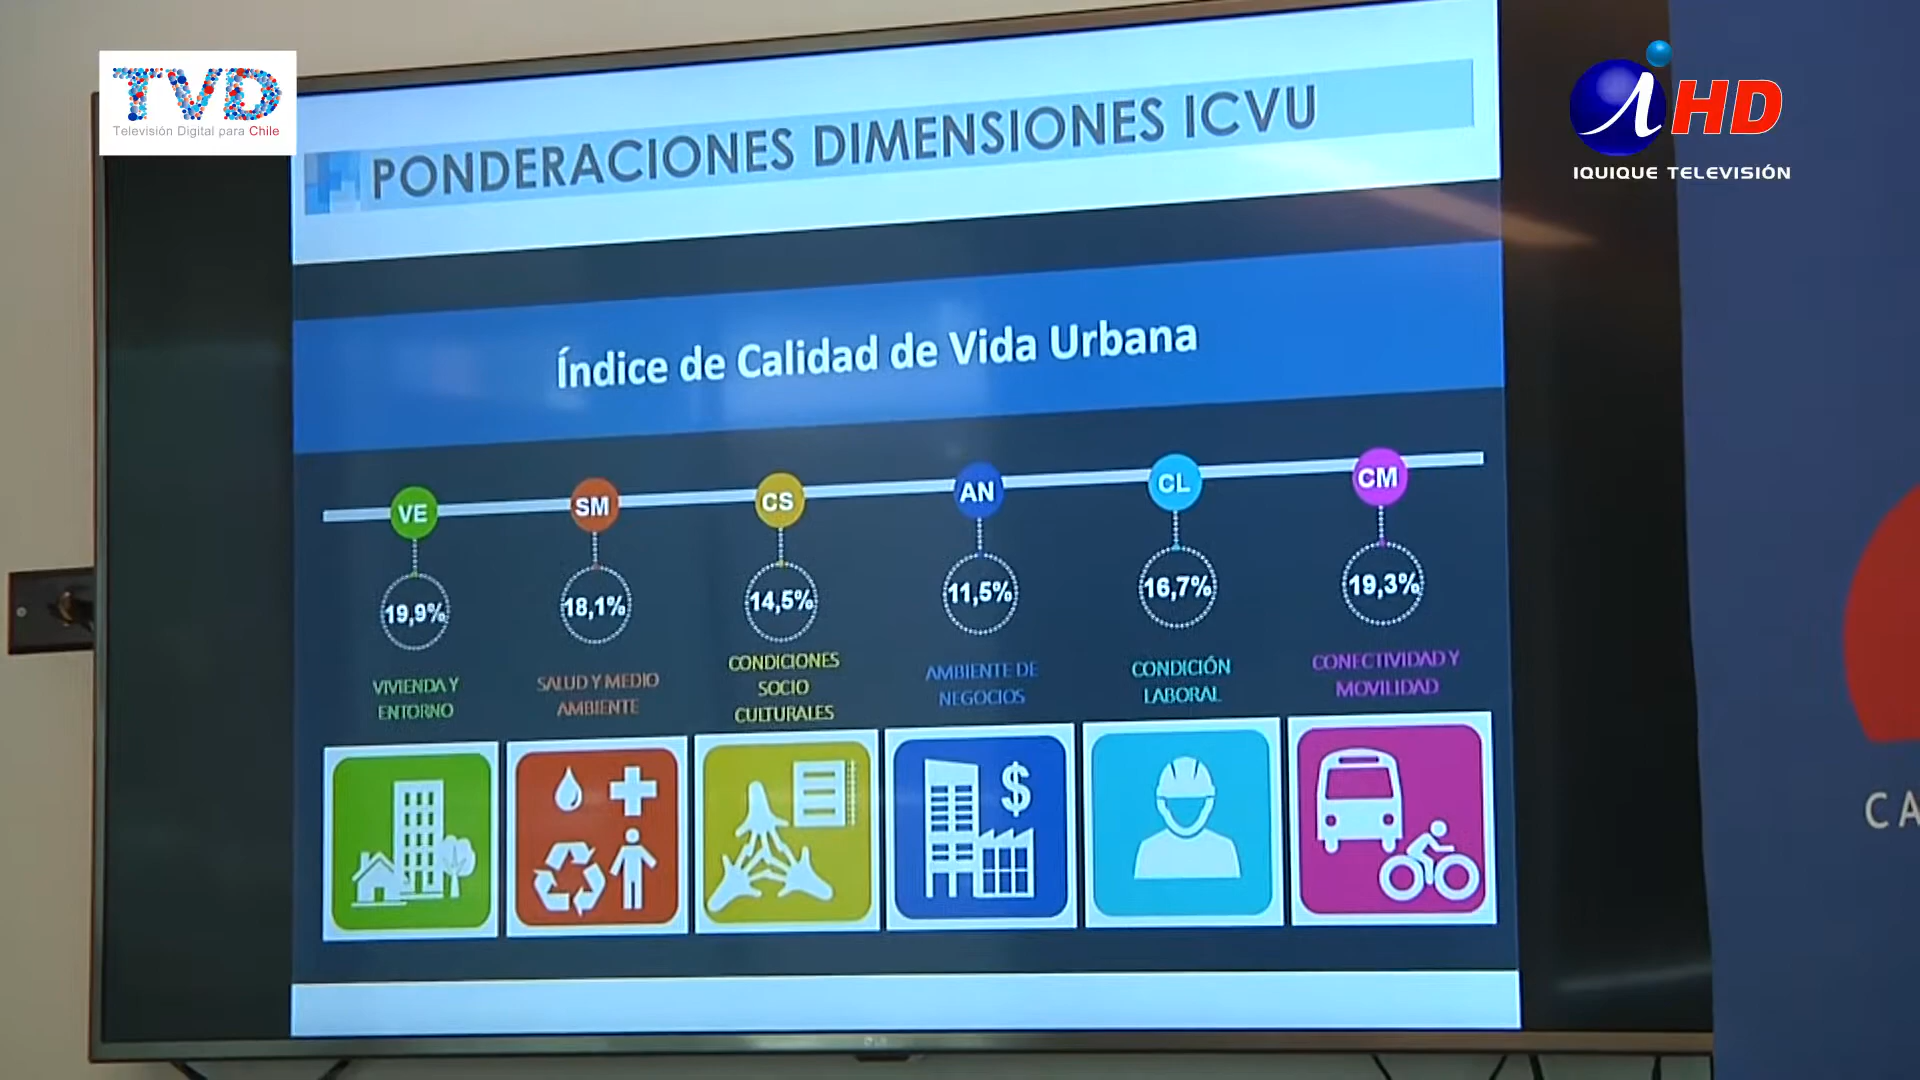 TVD
Televisión Digital para Chile
HD
IQUIQUE TELEVISIÓN
PONDERACIONES DIMENSIONES ICVU
Índice de Calidad de Vida Urbana
VE
SM
CS
AN
CL
CM
19,9%
18,1%
14,5%
11,5%
16,7%
19,3%
VIVIENDA Y
ENTORNO
SALUD Y MEDIO
AMBIENTE
CONDICIONES
SOCIO
CULTURALES
AMBIENTE DE
NEGOCIOS
CONDICIÓN
LABORAL
CONECTIVIDAD Y
MOVILIDAD
$
CA
LG